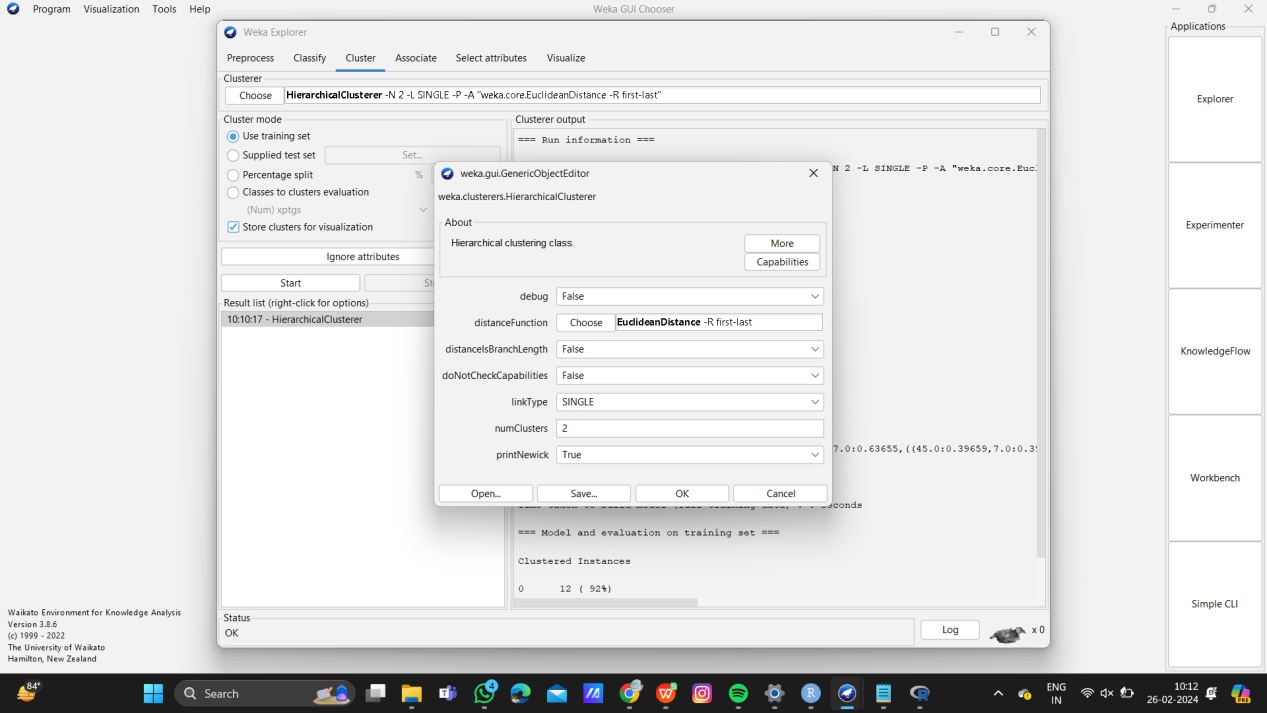 Program Visualization Tools Help
Weka GUI Chooser
Applications
Weka Explorer
Preprocess Classify Cluster Associate Select attributes Visualize
Clusterer
Choose HierarchicalClusterer -N 2 -L SINGLE -P -A "weka.core.EuclideanDistance -R first-last"
Cluster mode
Use training set
Supplied test set Set...
Percentage split %
Classes to clusters evaluation
(Num) xptgs
Store clusters for visualization
Ignore attributes
Start
Result list (right-click for options)
10:10:17 - HierarchicalClusterer
Clusterer output
=== Run information ===
N 2 -L SINGLE -P -A "weka.core.Eucl
7.0:0.63655,((45.0:0.39659,7.0:0.39
seconds
=== Model and evaluation on training set ===
Clustered Instances
0 12 ( 92%)
weka.gui.GenericObjectEditor
weka.clusterers.HierarchicalClusterer
About
Hierarchical clustering class.
More
Capabilities
debug False
distanceFunction Choose EuclideanDistance -R first-last
distanceIsBranchLength False
doNotCheckCapabilities False
linkType SINGLE
numClusters 2
printNewick True
Open... Save... OK Cancel
Status
OK
Log
x 0
Explorer
Experimenter
KnowledgeFlow
Workbench
Simple CLI
Waikato Environment for Knowledge Analysis
Version 3.8.6
(c) 1999 - 2022
The University of Waikato
Hamilton, New Zealand
84°
Search
4
ENG
IN
10:12
26-02-2024
PRE